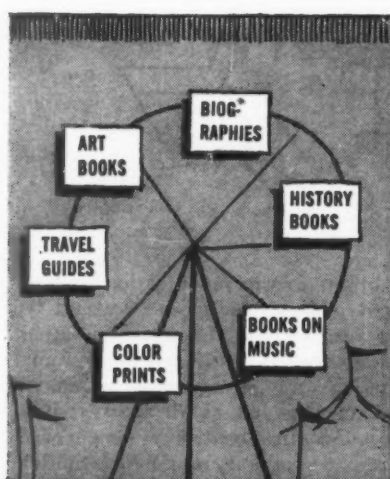 BIOG-
RAPHIES
ART
BOOKS
HISTORY
BOOKS
TRAVEL
GUIDES
BOOKS ON
MUSIC
COLOR
PRINTS